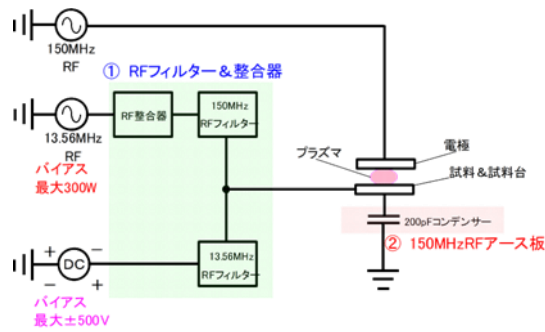 150MHz
RF
① RFフィルター＆整合器
RF整合器
150MHz
RFフィルター
13.56MHz
RF
バイアス
最大300W
プラズマ
電極
試料＆試料台
200pFコンデンサー
② 150MHzRFアース板
+ −
DC
− +
13.56MHz
RFフィルター
バイアス
最大±500V